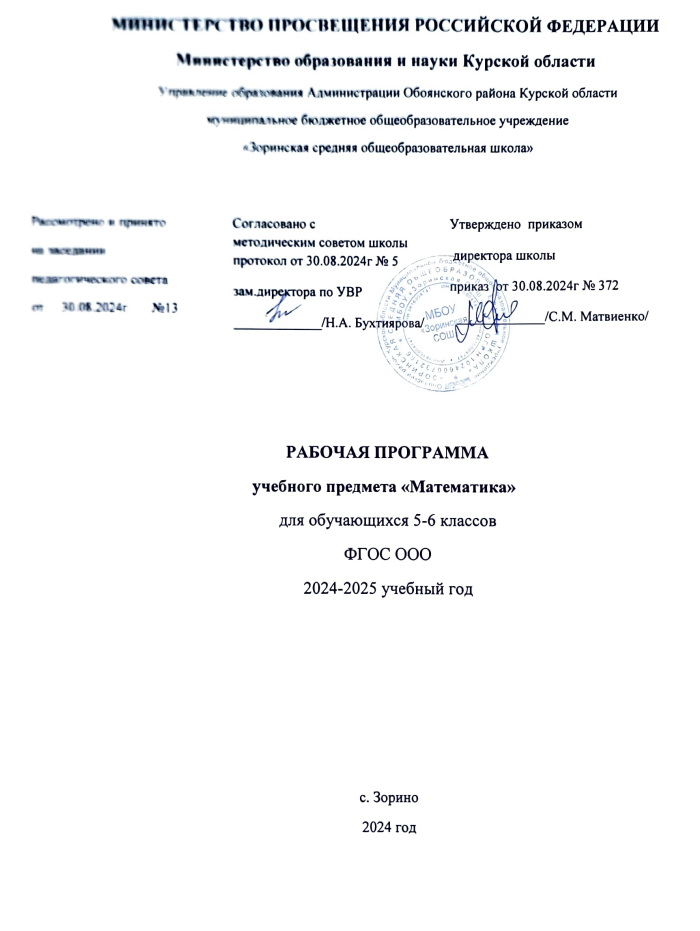 МИНИСТЕРСТВО ПРОСВЕЩЕНИЯ РОССИЙСКОЙ ФЕДЕРАЦИИ
Министерство образования и науки Курской области
Управление образования Администрации Обоянского района Курской области
муниципальное бюджетное общеобразовательное учреждение
«Зоринская средняя общеобразовательная школа»
Рассмотрено и принято
на заседании
педагогического совета
от 30.08.2024г №13
Согласовано с
методическим советом школы
протокол от 30.08.2024г № 5
зам.директора по УВР
/Н.А. Бухтиярова/
Утверждено приказом
директора школы
приказ от 30.08.2024г № 372
/С.М. Матвиенко/
МБОУ
«Зоринская
СОШ»
РАБОЧАЯ ПРОГРАММА
учебного предмета «Математика»
для обучающихся 5-6 классов
ФГОС ООО
2024-2025 учебный год
с. Зорино
2024 год